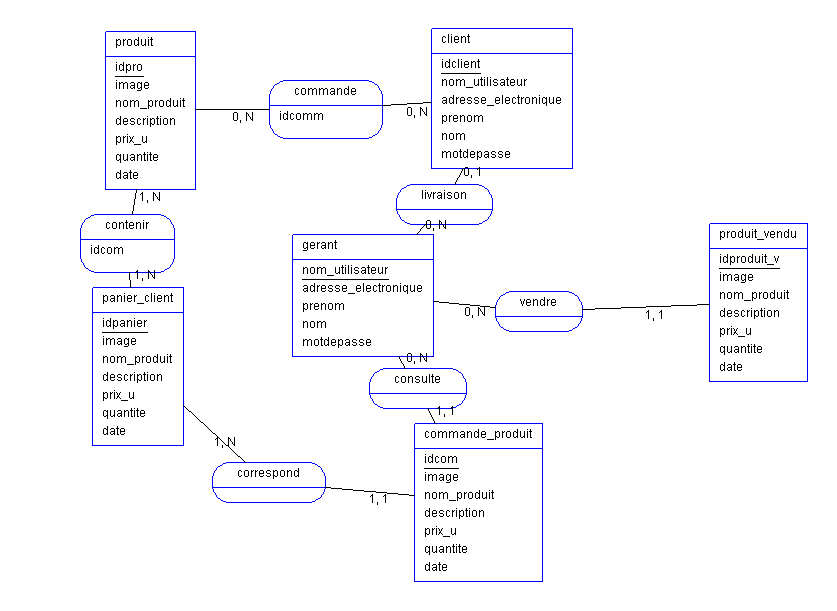 produit
idpro
image
nom_produit
description
prix_u
quantite
date
0, N
commande
idcomm
0, N
client
idclient
nom_utilisateur
adresse_electronique
prenom
nom
motdepasse
0, 1
livraison
0, N
1, N
contenir
idcom
1, N
panier_client
idpanier
image
nom_produit
description
prix_u
quantite
date
gerant
nom_utilisateur
adresse_electronique
prenom
nom
motdepasse
0, N
vendre
1, 1
produit_vendu
idproduit_v
image
nom_produit
description
prix_u
quantite
date
0, N
consulte
1, 1
1, N
correspond
1, 1
commande_produit
idcom
image
nom_produit
description
prix_u
quantite
date